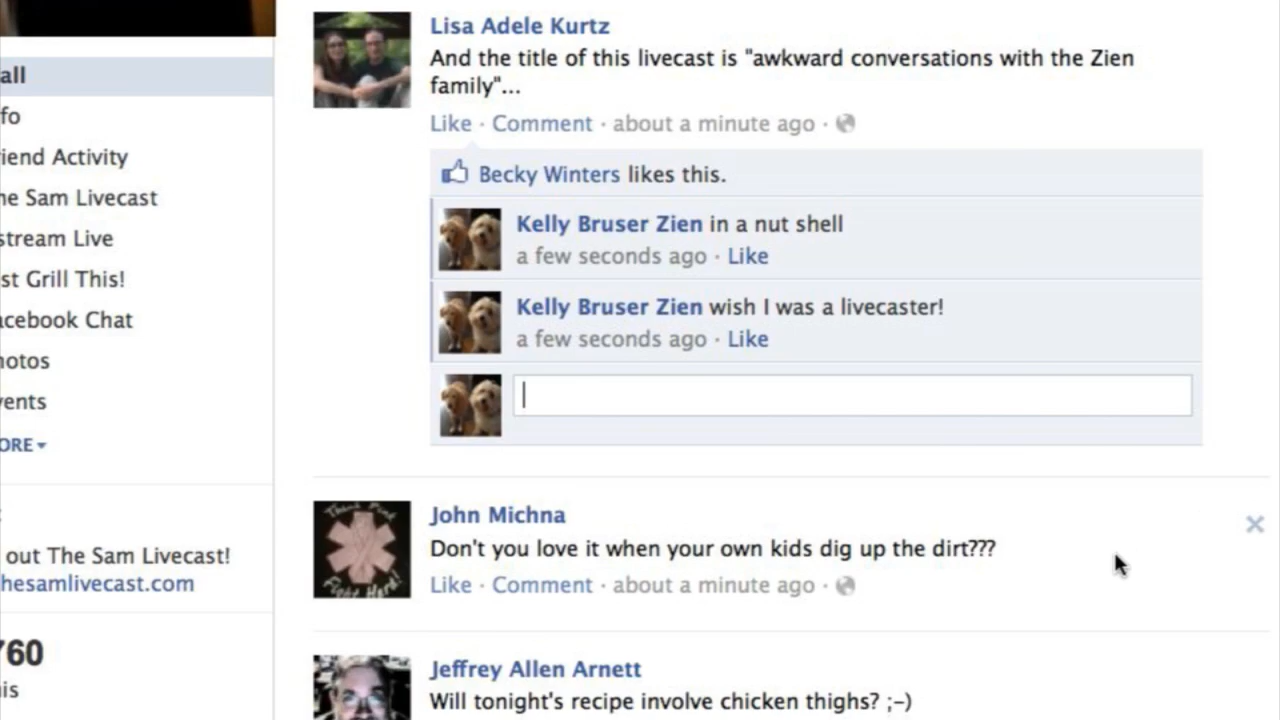 all
fo
iend Activity
he Sam Livecast
stream Live
st Grill This!
acebook Chat
hotos
vents
ORE
out The Sam Livecast!
hesamlivecast.com
760
is
Lisa Adele Kurtz
And the title of this livecast is "awkward conversations with the Zien
family"...
Like · Comment · about a minute ago ·
Becky Winters likes this.
Kelly Bruser Zien in a nut shell
a few seconds ago · Like
Kelly Bruser Zien wish I was a livecaster!
a few seconds ago · Like
John Michna
Don't you love it when your own kids dig up the dirt???
Like · Comment · about a minute ago ·
Jeffrey Allen Arnett
Will tonight's recipe involve chicken thighs? ;-)